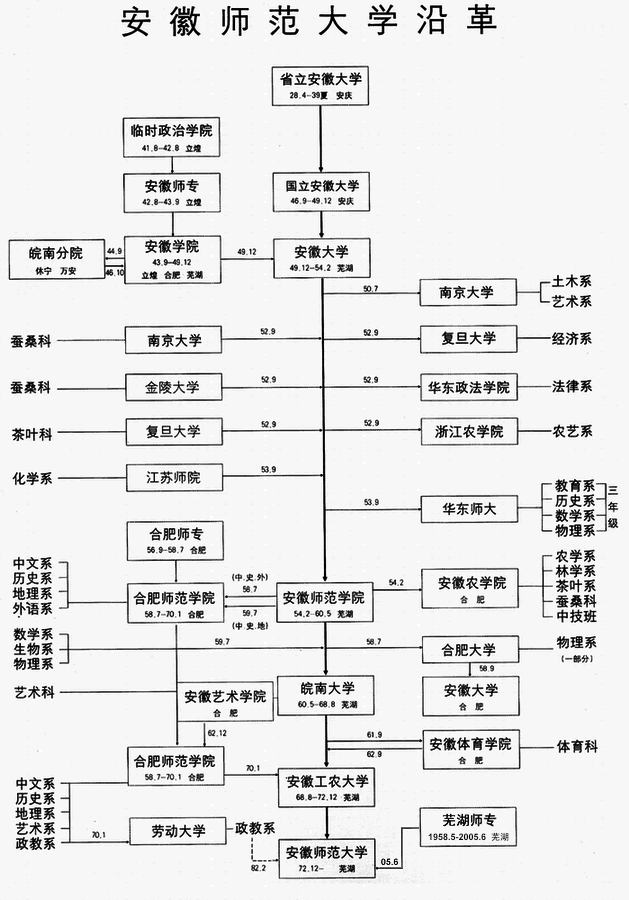 安徽师范大学沿革
省立安徽大学
28.4-39夏 安庆
临时政治学院
41.8-42.8 立煌
安徽师专
42.8-43.9 立煌
国立安徽大学
46.9-49.12 安庆
皖南分院
休宁 万安
44.9
46.10
安徽学院
43.9-49.12
立煌 合肥 芜湖
49.12
安徽大学
49.12-54.2 芜湖
50.7
南京大学
土木系
艺术系
蚕桑科
南京大学
52.9
52.9
复旦大学
经济系
蚕桑科
金陵大学
52.9
52.9
华东政法学院
法律系
茶叶科
复旦大学
52.9
52.9
浙江农学院
农艺系
化学系
江苏师院
53.9
53.9
华东师大
教育系
历史系
数学系
物理系
三年级
合肥师专
56.9-58.7 合肥
中文系
历史系
地理系
外语系
合肥师范学院
58.7-70.1 合肥
(中.史.外)
58.7
59.7
(中.史.地)
安徽师范学院
54.2-60.5 芜湖
54.2
安徽农学院
合 肥
农学系
林学系
茶叶系
蚕桑科
中技班
数学系
生物系
物理系
59.7
58.7
合肥大学
物理系
(一部分)
58.9
安徽大学
合 肥
艺术科
安徽艺术学院
合 肥
皖南大学
60.5-68.8 芜湖
62.12
61.9
62.9
安徽体育学院
合 肥
体育科
合肥师范学院
58.7-70.1 合肥
70.1
安徽工农大学
68.8-72.12 芜湖
中文系
历史系
地理系
艺术系
政教系
70.1
劳动大学
政教系
82.2
安徽师范大学
72.12- 芜湖
05.6
芜湖师专
1958.5-2005.6 芜湖